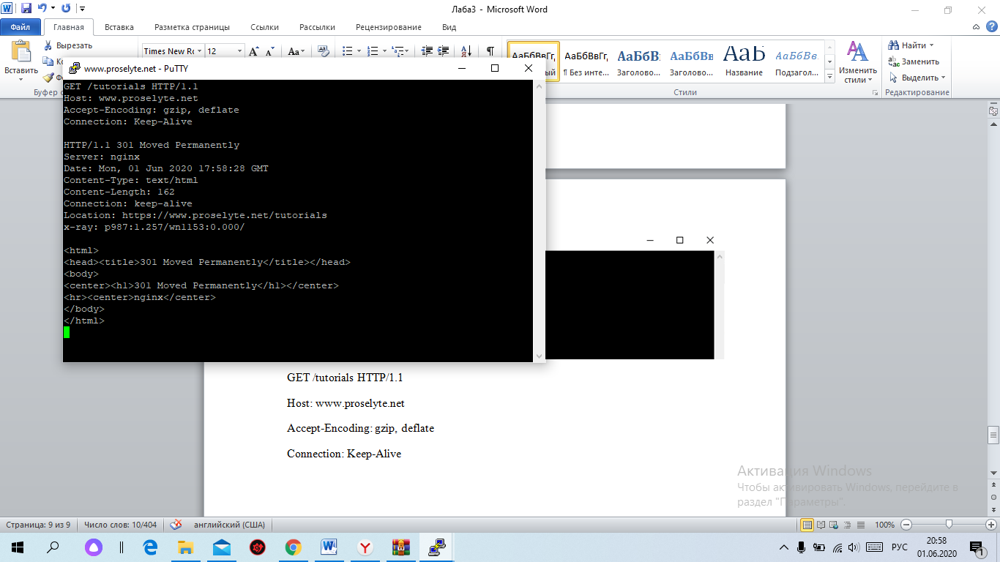 Лаба3 - Microsoft Word
Файл Главная Вставка Разметка страницы Ссылки Рассылки Рецензирование Вид
Вставить
Вырезать
Буфер
Times New Rc 12
АаБбВвГг, АаБбВвГг, АаБбВ АаБбВв АаБ АаБбВв.
¶ Без инте... Заголово... Заголово... Название Подзагол...
Изменить стили
Стили
Найти
Заменить
Выделить
Редактирование
www.proselyte.net - PuTTY
GET /tutorials HTTP/1.1
Host: www.proselyte.net
Accept-Encoding: gzip, deflate
Connection: Keep-Alive
HTTP/1.1 301 Moved Permanently
Server: nginx
Date: Mon, 01 Jun 2020 17:58:28 GMT
Content-Type: text/html
Content-Length: 162
Connection: keep-alive
Location: https://www.proselyte.net/tutorials
x-ray: p987:1.257/wn1153:0.000/
<html>
<head><title>301 Moved Permanently</title></head>
<body>
<center><h1>301 Moved Permanently</h1></center>
<hr><center>nginx</center>
</body>
</html>
GET /tutorials HTTP/1.1
Host: www.proselyte.net
Accept-Encoding: gzip, deflate
Connection: Keep-Alive
Активация Windows
Чтобы активировать Windows, перейдите в
раздел "Параметры".
Страница: 9 из 9 Число слов: 10/404 английский (США) 100%
РУС
20:58
01.06.2020
1